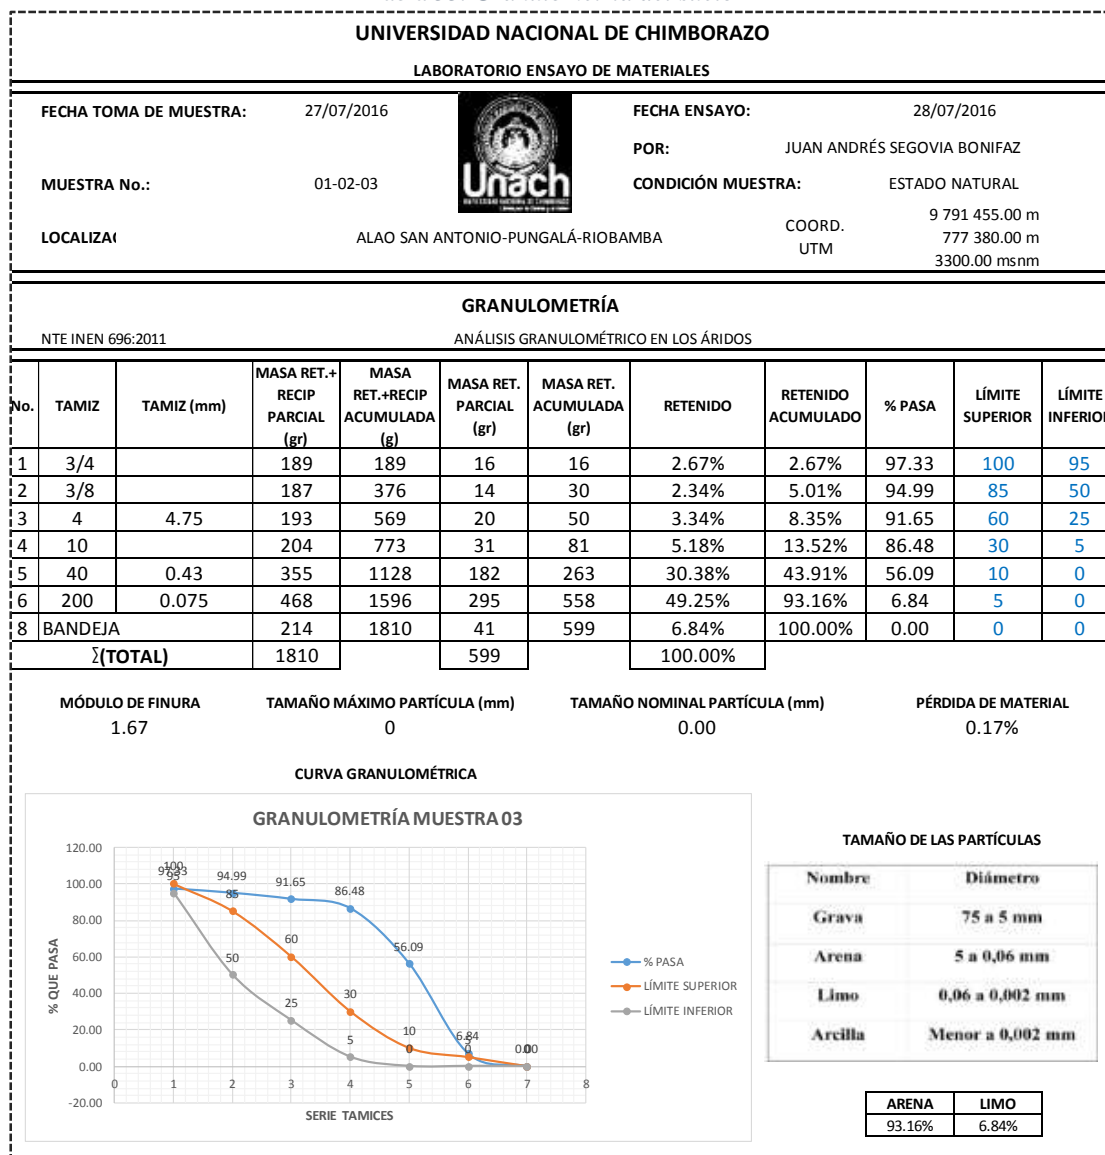 UNIVERSIDAD NACIONAL DE CHIMBORAZO
LABORATORIO ENSAYO DE MATERIALES
FECHA TOMA DE MUESTRA: 27/07/2016 FECHA ENSAYO: 28/07/2016
POR: JUAN ANDRÉS SEGOVIA BONIFAZ
Unach
MUESTRA No.: 01-02-03 CONDICIÓN MUESTRA: ESTADO NATURAL
LOCALIZA ALAO SAN ANTONIO-PUNGALÁ-RIOBAMBA COORD. UTM 9 791 455.00 m
777 380.00 m
3300.00 msnm
GRANULOMETRÍA
NTE INEN 696:2011 ANÁLISIS GRANULOMÉTRICO EN LOS ÁRIDOS
No. TAMIZ TAMIZ (mm) MASA RET.+ RECIP PARCIAL (gr) MASA RET.+RECIP ACUMULADA (g) MASA RET. PARCIAL (gr) MASA RET. ACUMULADA (gr) RETENIDO RETENIDO ACUMULADO % PASA LÍMITE SUPERIOR LÍMITE INFERIOR
1 3/4 189 189 16 16 2.67% 2.67% 97.33 100 95
2 3/8 187 376 14 30 2.34% 5.01% 94.99 85 50
3 4 4.75 193 569 20 50 3.34% 8.35% 91.65 60 25
4 10 204 773 31 81 5.18% 13.52% 86.48 30 5
5 40 0.43 355 1128 182 263 30.38% 43.91% 56.09 10 0
6 200 0.075 468 1596 295 558 49.25% 93.16% 6.84 5 0
8 BANDEJA 214 1810 41 599 6.84% 100.00% 0.00 0 0
∑(TOTAL) 1810 599 100.00%
MÓDULO DE FINURA TAMAÑO MÁXIMO PARTÍCULA (mm) TAMAÑO NOMINAL PARTÍCULA (mm) PÉRDIDA DE MATERIAL
1.67 0 0.00 0.17%
CURVA GRANULOMÉTRICA
GRANULOMETRÍA MUESTRA 03
120.00
100.00
80.00
60.00
40.00
20.00
0.00
-20.00
% QUE PASA
97.33 94.99 91.65 86.48 56.09 6.84 0.00
100 85 60 30 10 5 0
95 50 25 5 0 0 0
0 1 2 3 4 5 6 7 8
SERIE TAMICES
% PASA
LÍMITE SUPERIOR
LÍMITE INFERIOR
TAMAÑO DE LAS PARTÍCULAS
Nombre Diámetro
Grava 75 a 5 mm
Arena 5 a 0,06 mm
Limo 0,06 a 0,002 mm
Arcilla Menor a 0,002 mm
ARENA LIMO
93.16% 6.84%